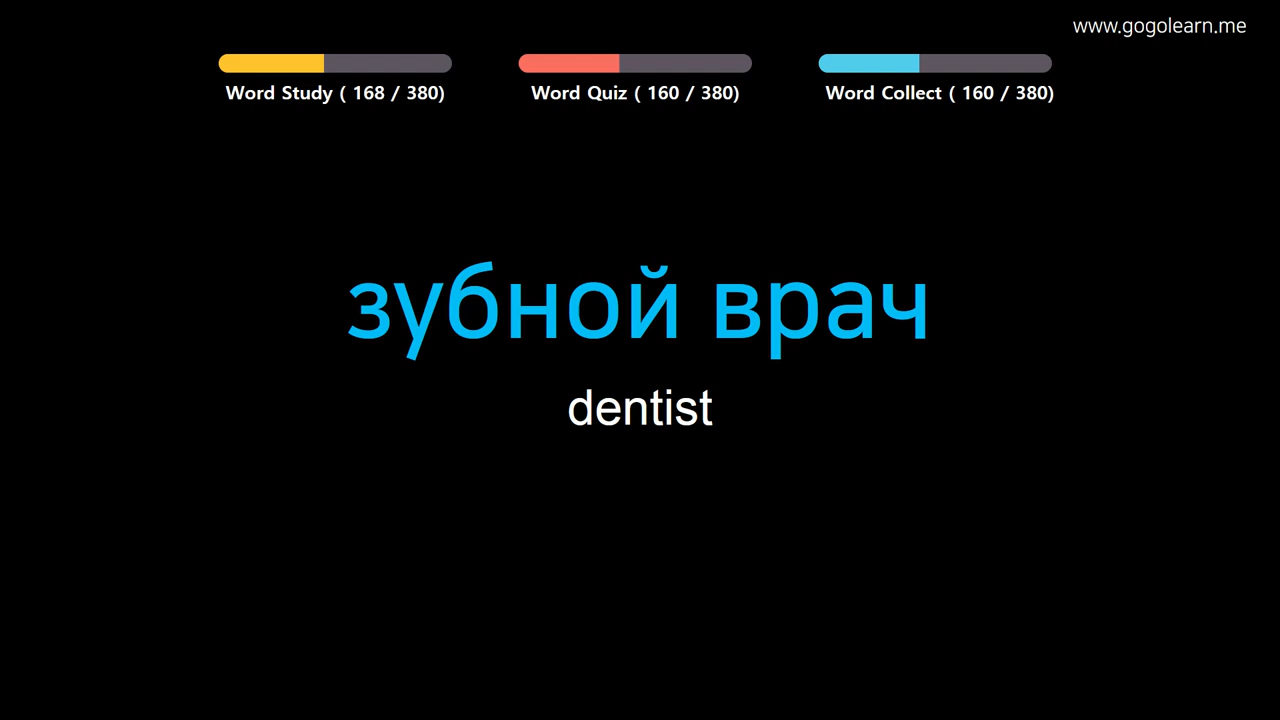 www.gogolearn.me
Word Study ( 168 / 380)
Word Quiz ( 160 / 380)
Word Collect ( 160 / 380)
зубной врач
dentist